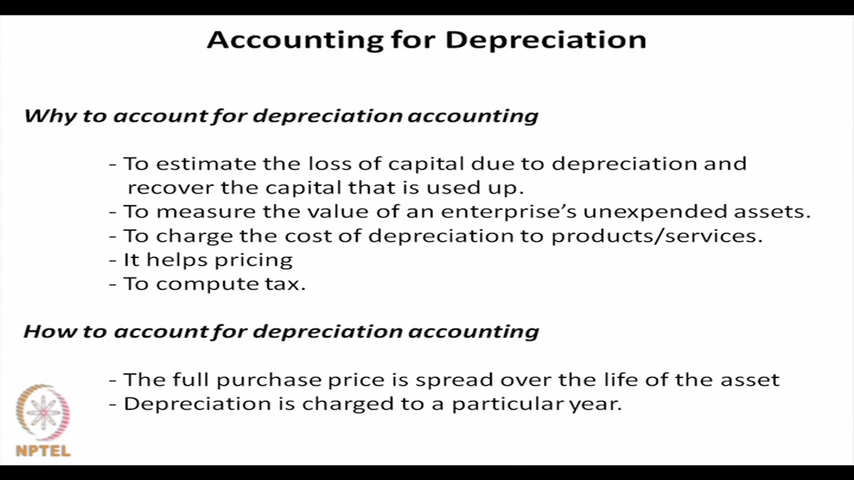 Accounting for Depreciation
Why to account for depreciation accounting
- To estimate the loss of capital due to depreciation and
recover the capital that is used up.
- To measure the value of an enterprise’s unexpended assets.
- To charge the cost of depreciation to products/services.
- It helps pricing
- To compute tax.
How to account for depreciation accounting
- The full purchase price is spread over the life of the asset
- Depreciation is charged to a particular year.
NPTEL